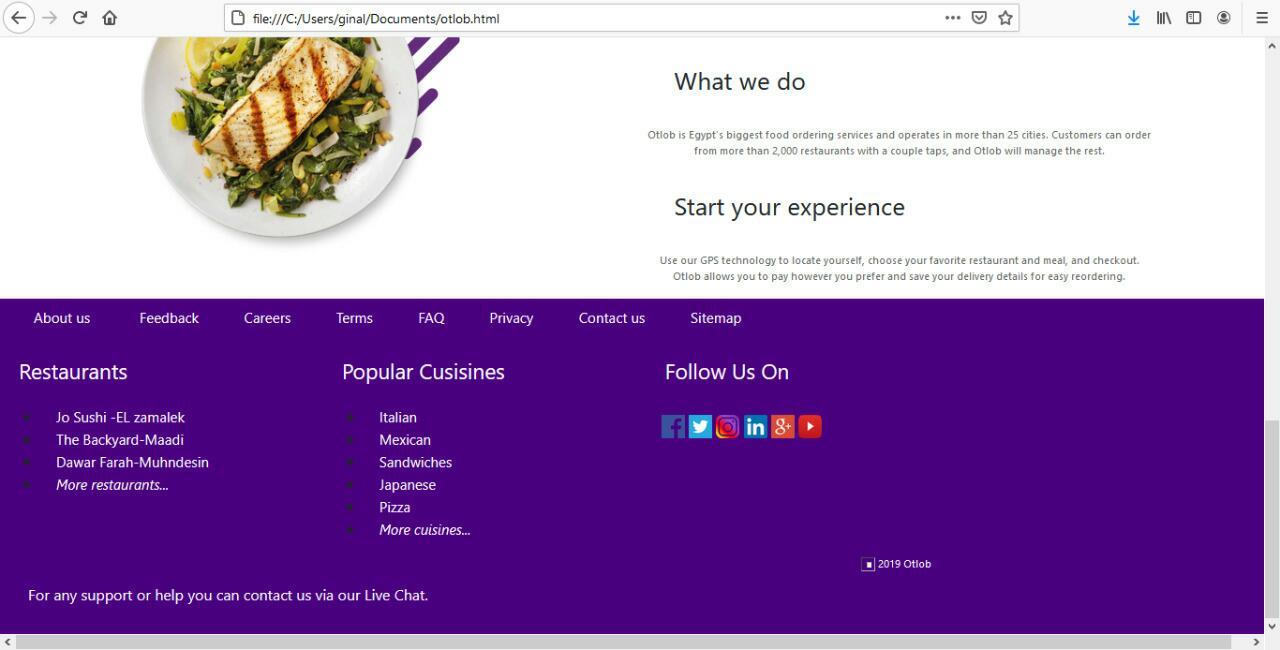 file:///C:/Users/ginal/Documents/otlob.html
What we do
Otlob is Egypt's biggest food ordering services and operates in more than 25 cities. Customers can order
from more than 2,000 restaurants with a couple taps, and Otlob will manage the rest.
Start your experience
Use our GPS technology to locate yourself, choose your favorite restaurant and meal, and checkout.
Otlob allows you to pay however you prefer and save your delivery details for easy reordering.
About us Feedback Careers Terms FAQ Privacy Contact us Sitemap
Restaurants
Jo Sushi -EL zamalek
The Backyard-Maadi
Dawar Farah-Muhndesin
More restaurants...
Popular Cusisines
Italian
Mexican
Sandwiches
Japanese
Pizza
More cuisines...
Follow Us On
f in g+
2019 Otlob
For any support or help you can contact us via our Live Chat.